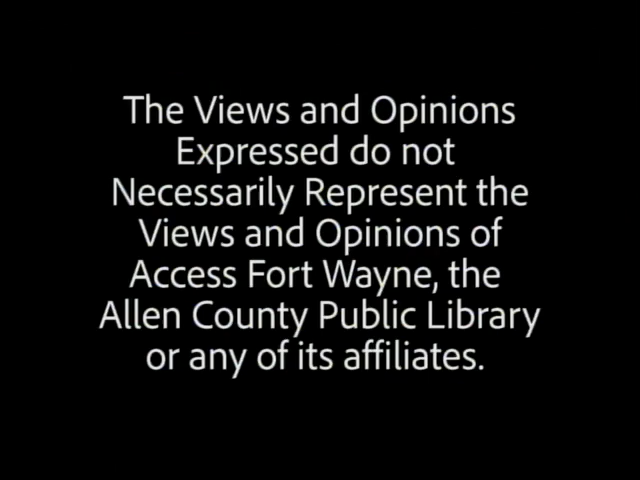 The Views and Opinions
Expressed do not
Necessarily Represent the
Views and Opinions of
Access Fort Wayne, the
Allen County Public Library
or any of its affiliates.